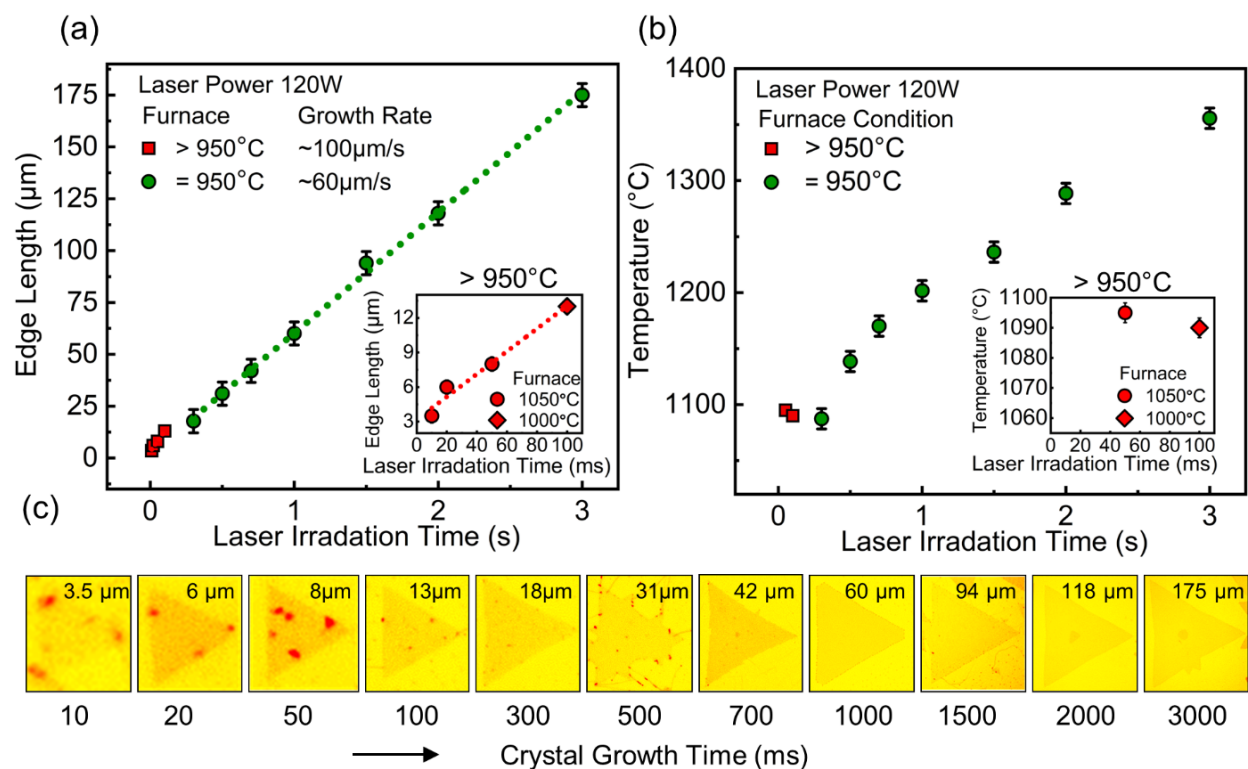 (a)
Laser Power 120W
Furnace Growth Rate
> 950°C ~100µm/s
= 950°C ~60µm/s
175
150
125
100
75
50
25
0
Edge Length (µm)
0 1 2 3
Laser Irradation Time (s)
> 950°C
12
9
6
3
Edge Length (µm)
Furnace
1050°C
1000°C
0 20 40 60 80 100
Laser Irradation Time (ms)
(b)
Laser Power 120W
Furnace Condition
> 950°C
= 950°C
1400
1300
1200
1100
Temperature (°C)
0 1 2 3
Laser Irradation Time (s)
> 950°C
1100
1090
1080
1070
1060
Temperature (°C)
Furnace
1050°C
1000°C
0 20 40 60 80 100
Laser Irradation Time (ms)
(c)
3.5 µm 6 µm 8µm 13µm 18µm 31µm 42 µm 60 µm 94 µm 118 µm 175 µm
10 20 50 100 300 500 700 1000 1500 2000 3000
Crystal Growth Time (ms)